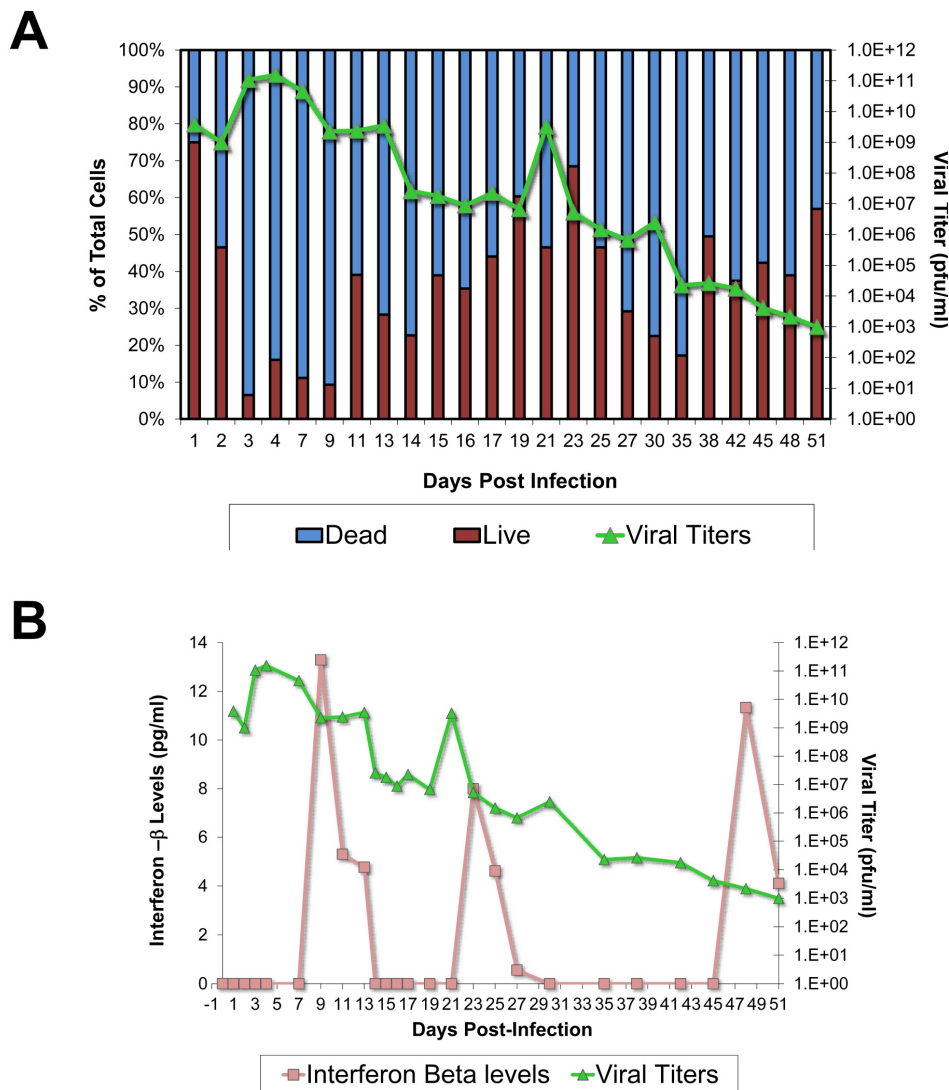 A
100%
90%
80%
70%
60%
50%
40%
30%
20%
10%
0%
% of Total Cells
1.0E+12
1.0E+11
1.0E+10
1.0E+09
1.0E+08
1.0E+07
1.0E+06
1.0E+05
1.0E+04
1.0E+03
1.0E+02
1.0E+01
1.0E+00
Viral Titer (pfu/ml)
1 2 3 4 7 9 11 13 14 15 16 17 19 21 23 25 27 30 35 38 42 45 48 51
Days Post Infection
Dead Live Viral Titers
B
14
12
10
8
6
4
2
0
Interferon –β Levels (pg/ml)
1.E+12
1.E+11
1.E+10
1.E+09
1.E+08
1.E+07
1.E+06
1.E+05
1.E+04
1.E+03
1.E+02
1.E+01
1.E+00
Viral Titer (pfu/ml)
-1 1 3 5 7 9 11 13 15 17 19 21 23 25 27 29 31 33 35 37 39 41 43 45 47 49 51
Days Post-Infection
Interferon Beta levels Viral Titers